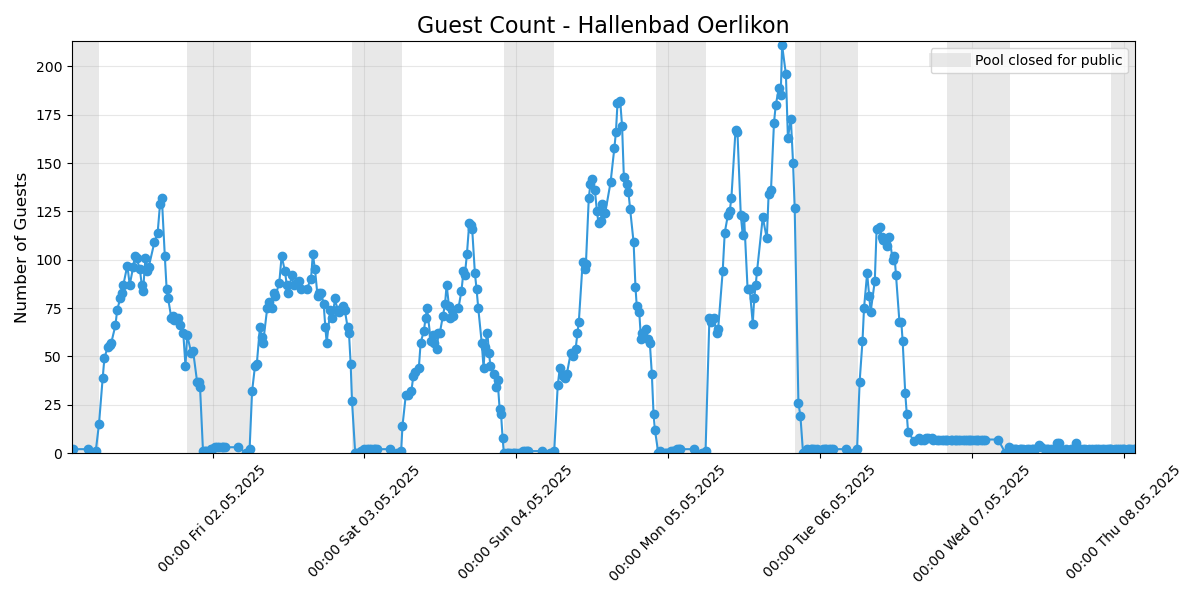 Guest Count - Hallenbad Oerlikon
Pool closed for public
Number of Guests
200
175
150
125
100
75
50
25
0
00:00 Fri 02.05.2025
00:00 Sat 03.05.2025
00:00 Sun 04.05.2025
00:00 Mon 05.05.2025
00:00 Tue 06.05.2025
00:00 Wed 07.05.2025
00:00 Thu 08.05.2025